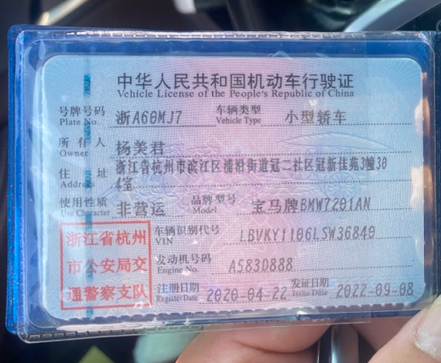 中华人民共和国机动车行驶证
Vehicle License of the People's Republic of China
号牌号码 浙A60MJ7 车辆类型 小型轿车
Plate No. Vehicle Type
所有人 杨美君
Owner
住址 浙江省杭州市滨江区浦沿街道冠二社区冠新佳苑3幢30
Address 4室
使用性质 非营运 品牌型号 宝马牌BMW7201AN
Use Character Model
浙江省杭州 车辆识别代号 LBVKY1106LSW36840
VIN
市公安局交 发动机号码 A583D888
Engine No.
通警察支队 注册日期 2020-04-22 发证日期 2022-09-08
Register Date Issue Date